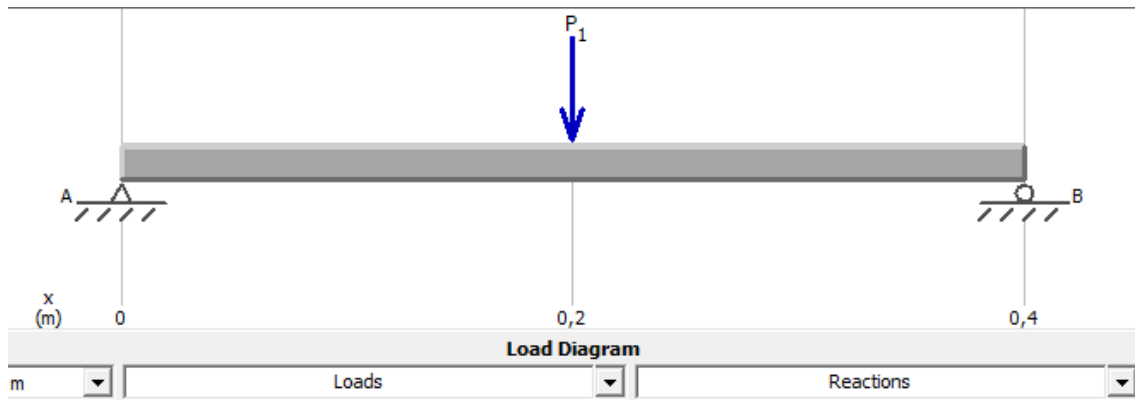 P1
A
B
x
(m)
0
0,2
0,4
Load Diagram
m
Loads
Reactions